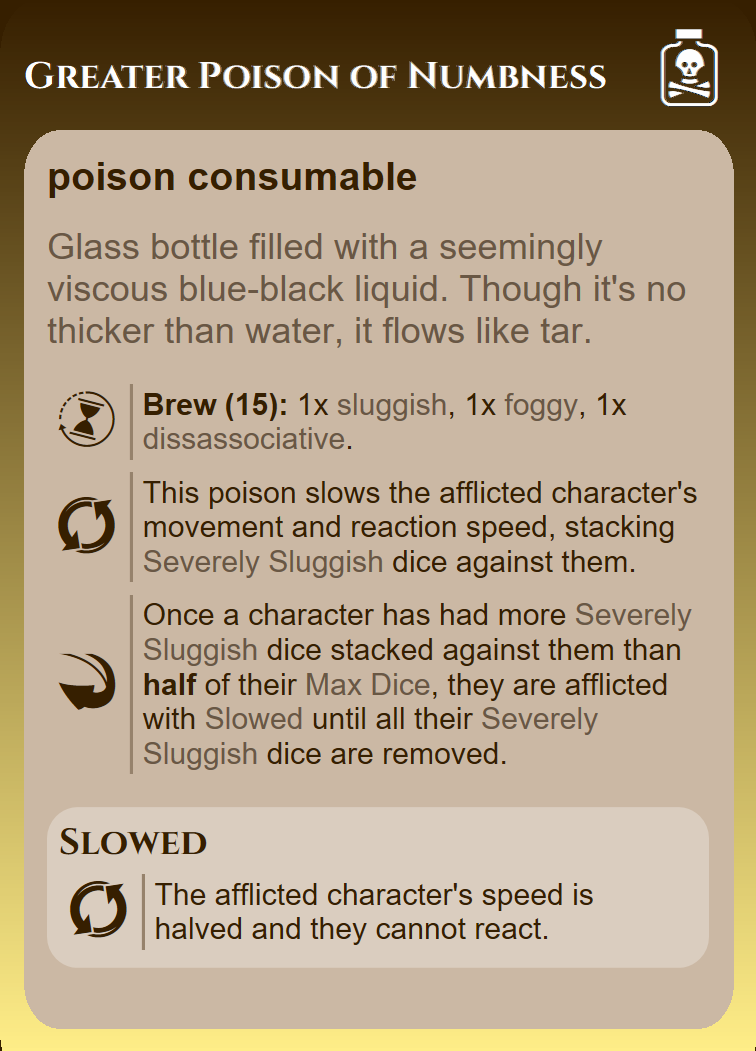 Greater Poison of Numbness
poison consumable
Glass bottle filled with a seemingly
viscous blue-black liquid. Though it's no
thicker than water, it flows like tar.
Brew (15): 1x sluggish, 1x foggy, 1x
dissassociative.
This poison slows the afflicted character's
movement and reaction speed, stacking
Severely Sluggish dice against them.
Once a character has had more Severely
Sluggish dice stacked against them than
half of their Max Dice, they are afflicted
with Slowed until all their Severely
Sluggish dice are removed.
Slowed
The afflicted character's speed is
halved and they cannot react.